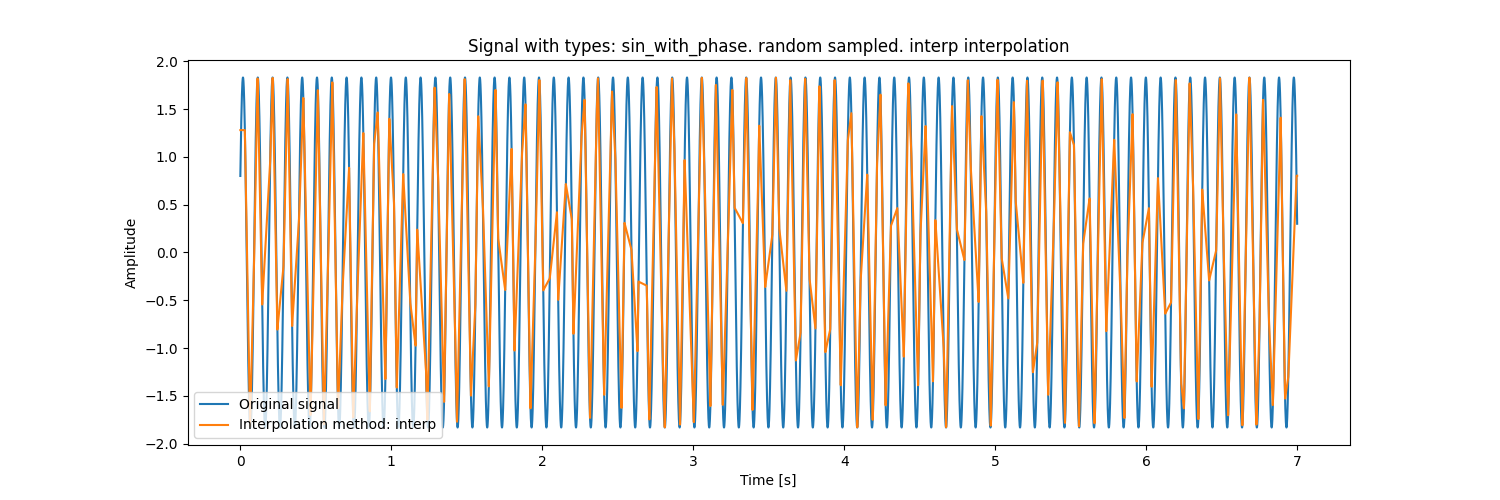 Signal with types: sin_with_phase. random sampled. interp interpolation
2.0
1.5
1.0
0.5
0.0
−0.5
−1.0
−1.5
−2.0
Amplitude
Original signal
Interpolation method: interp
0 1 2 3 4 5 6 7
Time [s]